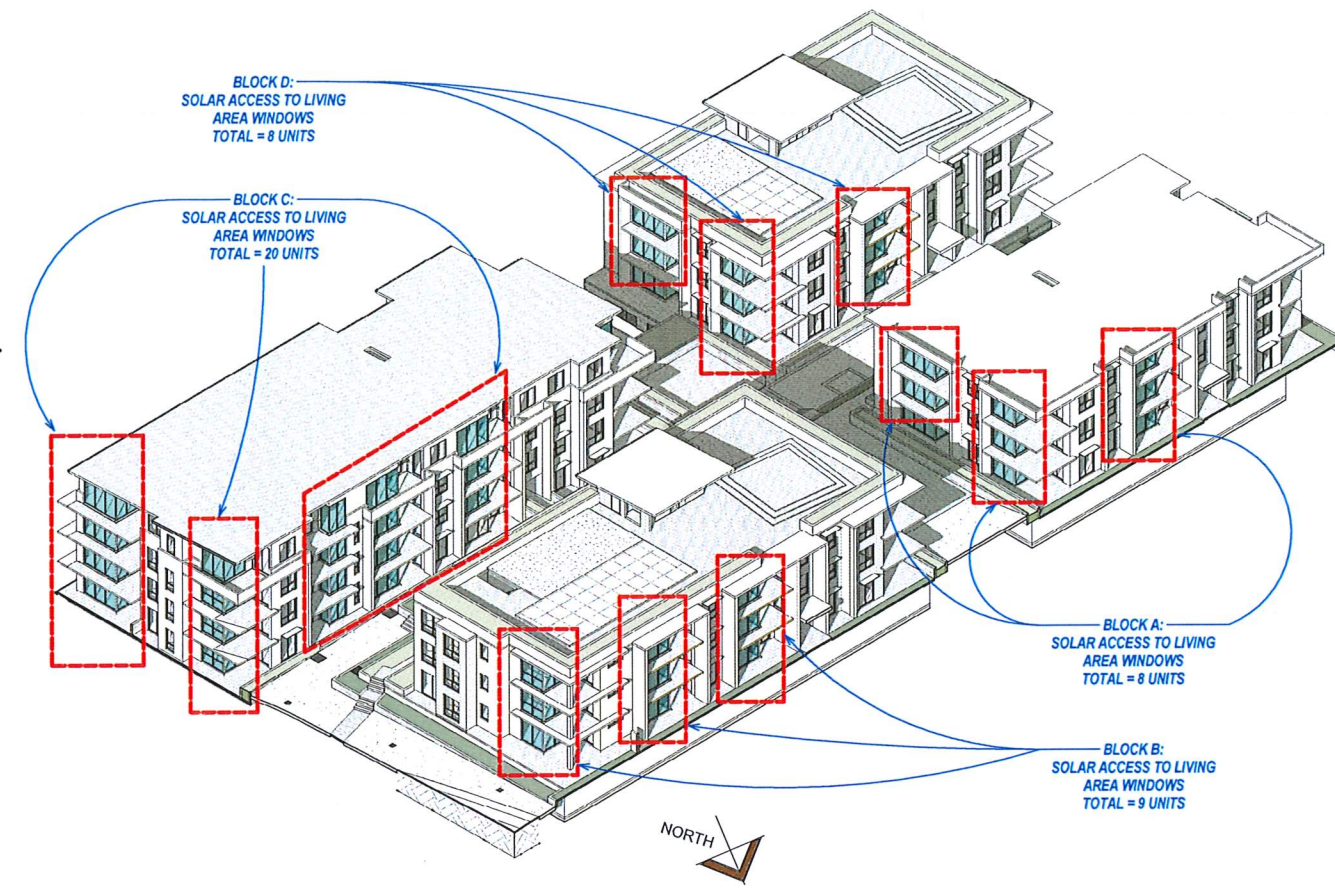 BLOCK D:
SOLAR ACCESS TO LIVING
AREA WINDOWS
TOTAL = 8 UNITS
BLOCK C:
SOLAR ACCESS TO LIVING
AREA WINDOWS
TOTAL = 20 UNITS
BLOCK A:
SOLAR ACCESS TO LIVING
AREA WINDOWS
TOTAL = 8 UNITS
BLOCK B:
SOLAR ACCESS TO LIVING
AREA WINDOWS
TOTAL = 9 UNITS
NORTH